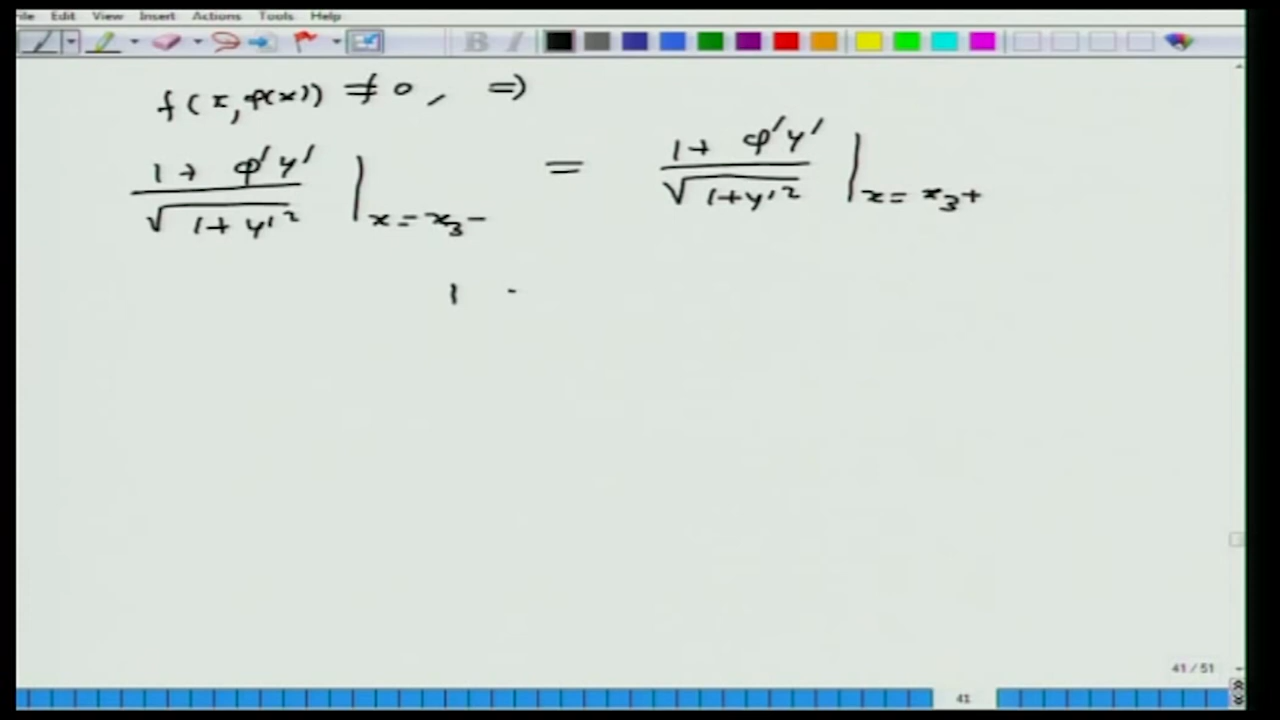 File Edit View Insert Actions Tools Help
B I
f(x, φ(x)) ≠ 0, ⇒
1 + φ'y' / √(1+y'²) |x = x₃− = 1 + φ'y' / √(1+y'²) |x = x₃+
1 -
41 / 51
41